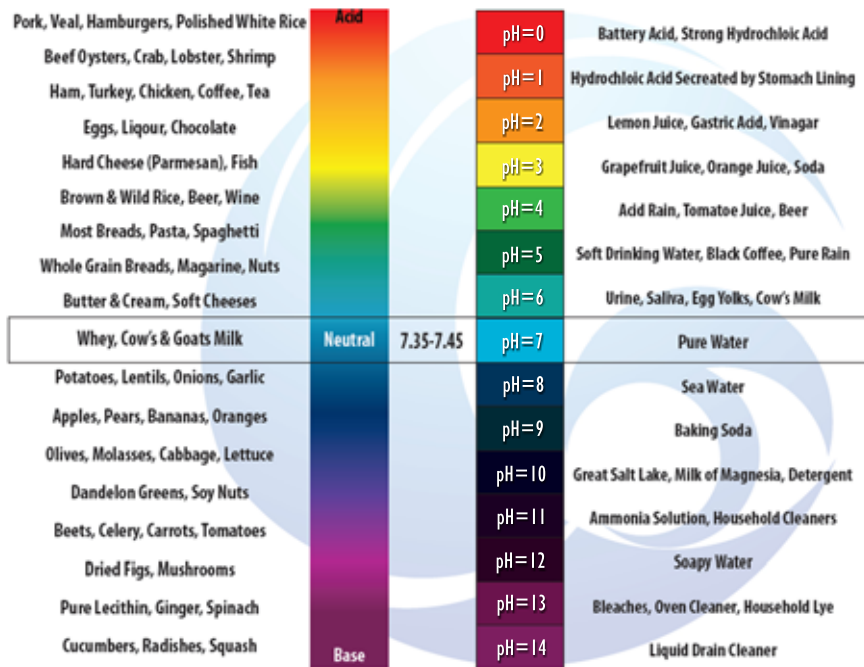 Acid
Pork, Veal, Hamburgers, Polished White Rice
Beef Oysters, Crab, Lobster, Shrimp
Ham, Turkey, Chicken, Coffee, Tea
Eggs, Liqour, Chocolate
Hard Cheese (Parmesan), Fish
Brown & Wild Rice, Beer, Wine
Most Breads, Pasta, Spaghetti
Whole Grain Breads, Magarine, Nuts
Butter & Cream, Soft Cheeses
Whey, Cow's & Goats Milk
Neutral
7.35-7.45
Potatoes, Lentils, Onions, Garlic
Apples, Pears, Bananas, Oranges
Olives, Molasses, Cabbage, Lettuce
Dandelon Greens, Soy Nuts
Beets, Celery, Carrots, Tomatoes
Dried Figs, Mushrooms
Pure Lecithin, Ginger, Spinach
Cucumbers, Radishes, Squash
Base
pH=0 Battery Acid, Strong Hydrochloic Acid
pH=1 Hydrochloic Acid Secreated by Stomach Lining
pH=2 Lemon Juice, Gastric Acid, Vinagar
pH=3 Grapefruit Juice, Orange Juice, Soda
pH=4 Acid Rain, Tomatoe Juice, Beer
pH=5 Soft Drinking Water, Black Coffee, Pure Rain
pH=6 Urine, Saliva, Egg Yolks, Cow's Milk
pH=7 Pure Water
pH=8 Sea Water
pH=9 Baking Soda
pH=10 Great Salt Lake, Milk of Magnesia, Detergent
pH=11 Ammonia Solution, Household Cleaners
pH=12 Soapy Water
pH=13 Bleaches, Oven Cleaner, Household Lye
pH=14 Liquid Drain Cleaner